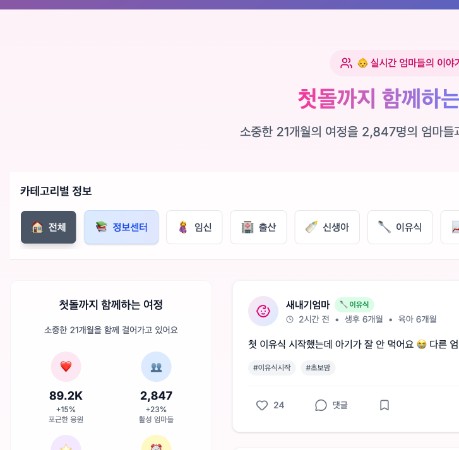 실시간 엄마들의 이야기
첫돌까지 함께하는
소중한 21개월의 여정을 2,847명의 엄마들과
카테고리별 정보
전체
정보센터
임신
출산
신생아
이유식
첫돌까지 함께하는 여정
소중한 21개월을 함께 걸어가고 있어요
89.2K
2,847
+15%
+23%
포근한 응원
활성 엄마들
새내기엄마 이유식
2시간 전 • 생후 6개월 • 육아 6개월
첫 이유식 시작했는데 아기가 잘 안 먹어요 😅 다른 엄
#이유식시작 #초보맘
24 댓글